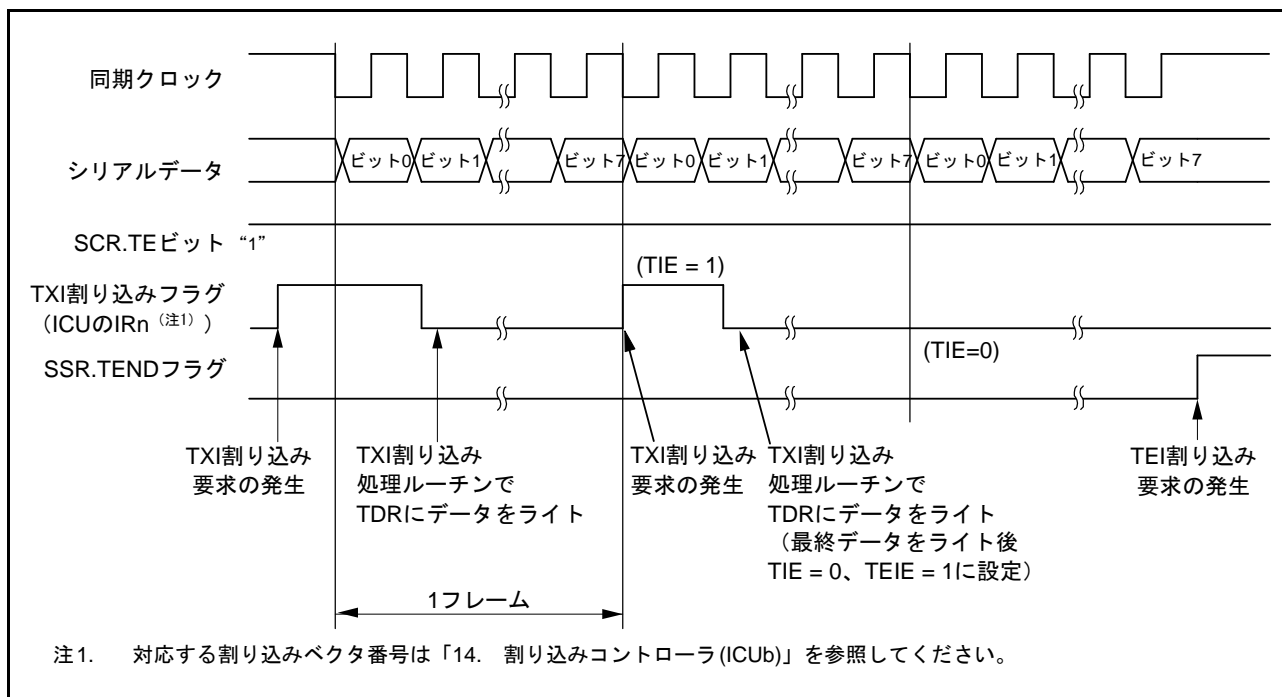 同期クロック
シリアルデータ
ビット0 ビット1 ビット7 ビット0 ビット1 ビット7 ビット0 ビット1 ビット7
SCR.TEビット “1”
(TIE = 1)
TXI割り込みフラグ
（ICUのIRn（注1））
(TIE=0)
SSR.TENDフラグ
TXI割り込み
要求の発生
TXI割り込み
処理ルーチンで
TDRにデータをライト
TXI割り込み
要求の発生
TXI割り込み
処理ルーチンで
TDRにデータをライト
（最終データをライト後
TIE = 0、TEIE = 1に設定）
TEI割り込み
要求の発生
1フレーム
注1. 対応する割り込みベクタ番号は「14. 割り込みコントローラ(ICUb)」を参照してください。